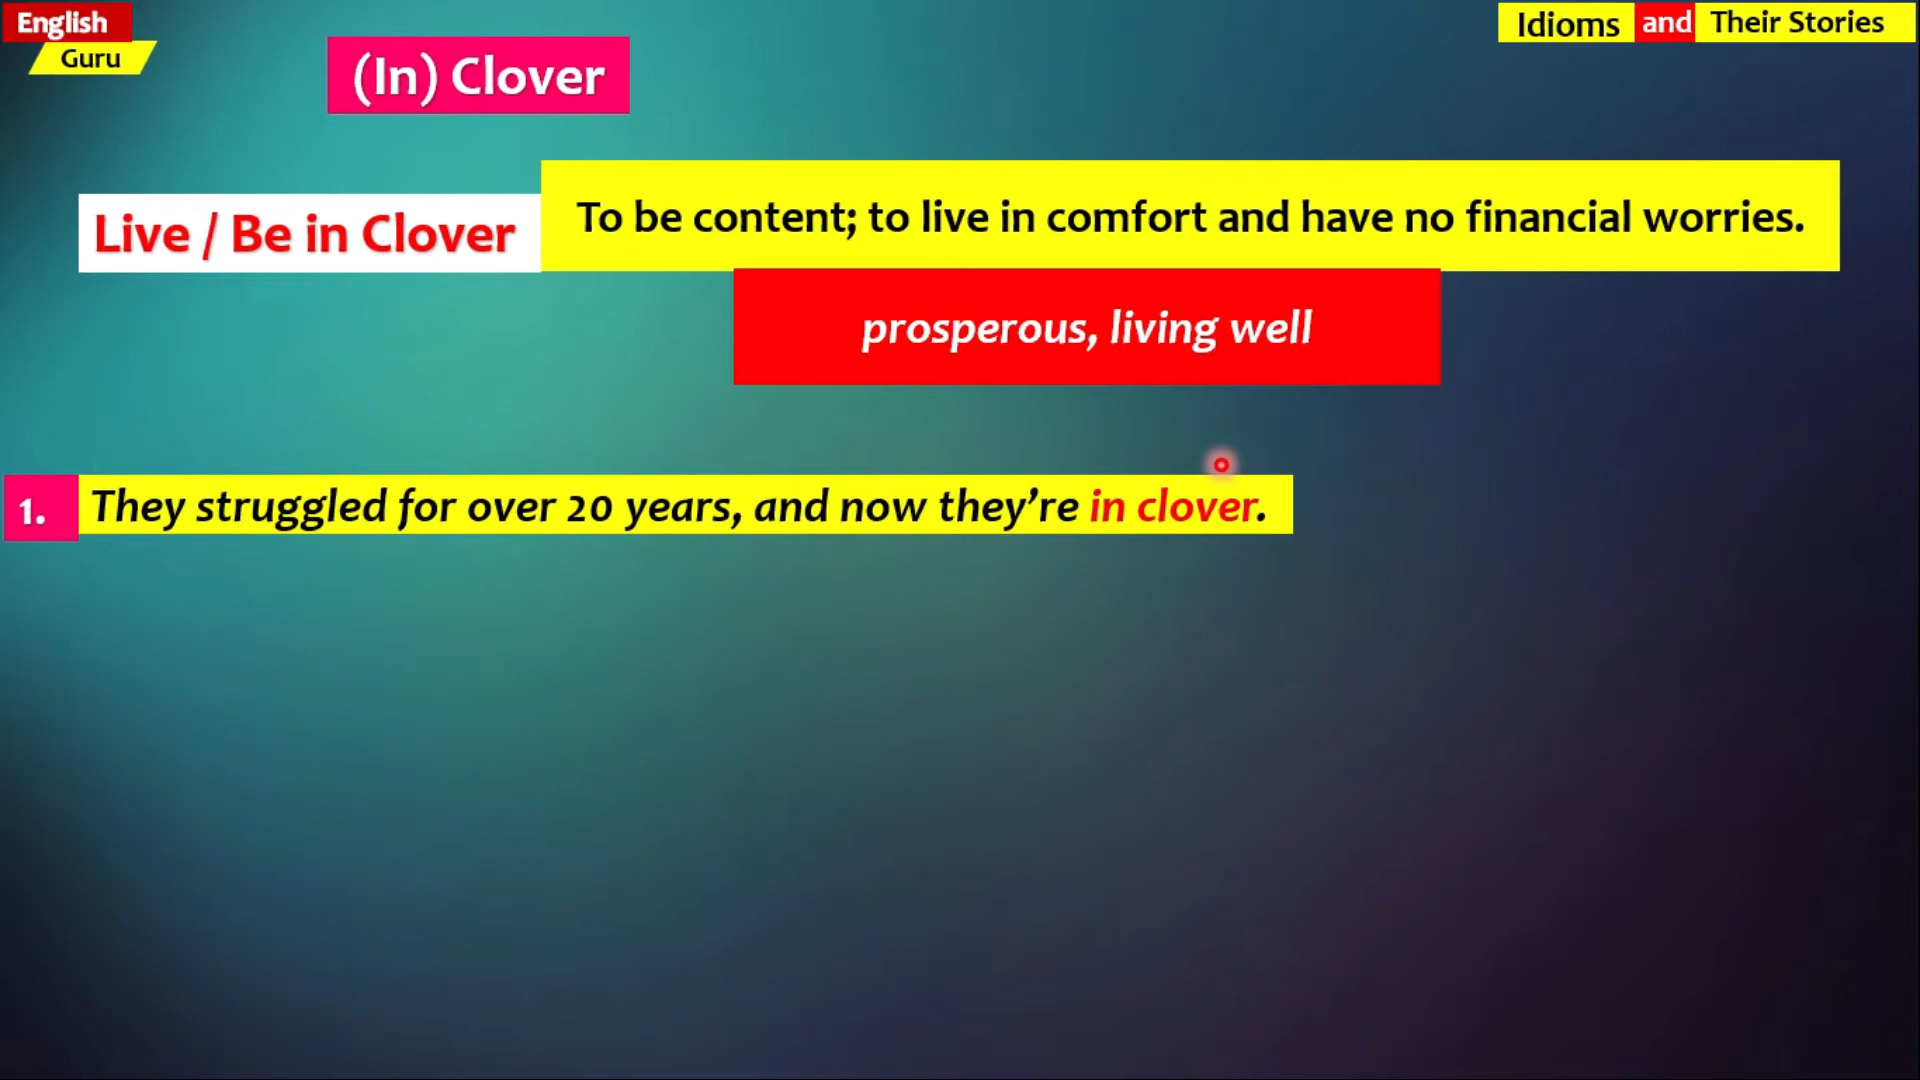 English
Guru
Idioms and Their Stories
(In) Clover
Live / Be in Clover
To be content; to live in comfort and have no financial worries.
prosperous, living well
1. They struggled for over 20 years, and now they’re in clover.